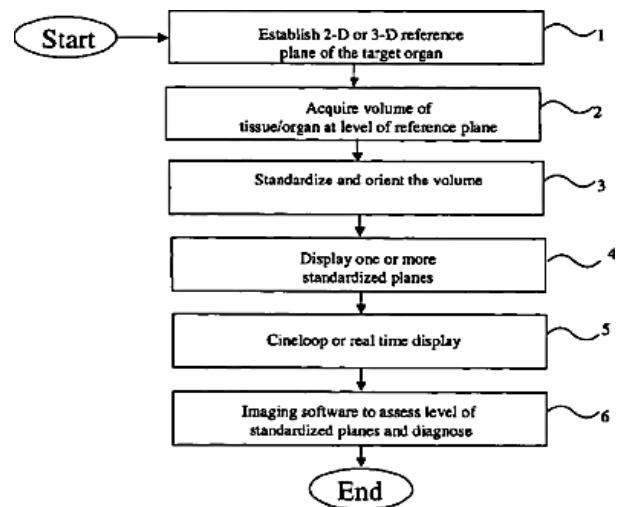 Start
Establish 2-D or 3-D reference
plane of the target organ
1
Acquire volume of
tissue/organ at level of reference plane
2
Standardize and orient the volume
3
Display one or more
standardized planes
4
Cineloop or real time display
5
Imaging software to assess level of
standardized planes and diagnose
6
End